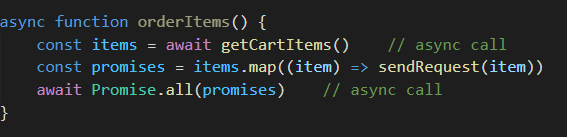 async function orderItems() {
    const items = await getCartItems()    // async call
    const promises = items.map((item) => sendRequest(item))
    await Promise.all(promises)    // async call
}